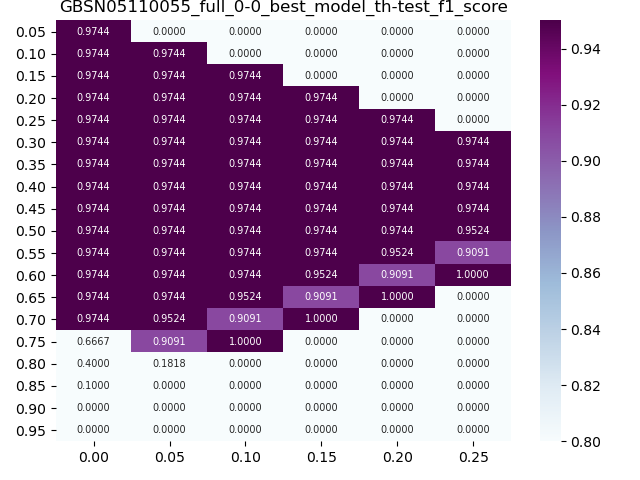 GBSN05110055_full_0-0_best_model_th-test_f1_score
0.05 0.9744 0.0000 0.0000 0.0000 0.0000 0.0000
0.10 0.9744 0.9744 0.0000 0.0000 0.0000 0.0000
0.15 0.9744 0.9744 0.9744 0.0000 0.0000 0.0000
0.20 0.9744 0.9744 0.9744 0.9744 0.0000 0.0000
0.25 0.9744 0.9744 0.9744 0.9744 0.9744 0.0000
0.30 0.9744 0.9744 0.9744 0.9744 0.9744 0.9744
0.35 0.9744 0.9744 0.9744 0.9744 0.9744 0.9744
0.40 0.9744 0.9744 0.9744 0.9744 0.9744 0.9744
0.45 0.9744 0.9744 0.9744 0.9744 0.9744 0.9744
0.50 0.9744 0.9744 0.9744 0.9744 0.9744 0.9524
0.55 0.9744 0.9744 0.9744 0.9744 0.9524 0.9091
0.60 0.9744 0.9744 0.9744 0.9524 0.9091 1.0000
0.65 0.9744 0.9744 0.9524 0.9091 1.0000 0.0000
0.70 0.9744 0.9524 0.9091 1.0000 0.0000 0.0000
0.75 0.6667 0.9091 1.0000 0.0000 0.0000 0.0000
0.80 0.4000 0.1818 0.0000 0.0000 0.0000 0.0000
0.85 0.1000 0.0000 0.0000 0.0000 0.0000 0.0000
0.90 0.0000 0.0000 0.0000 0.0000 0.0000 0.0000
0.95 0.0000 0.0000 0.0000 0.0000 0.0000 0.0000
0.00 0.05 0.10 0.15 0.20 0.25
0.94
0.92
0.90
0.88
0.86
0.84
0.82
0.80